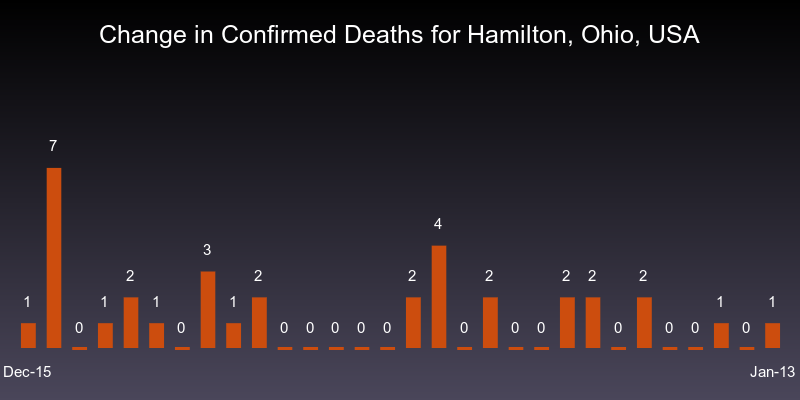 Change in Confirmed Deaths for Hamilton, Ohio, USA
1 7 0 1 2 1 0 3 1 2 0 0 0 0 0 2 4 0 2 0 0 2 2 0 2 0 0 1 0 1
Dec-15 Jan-13